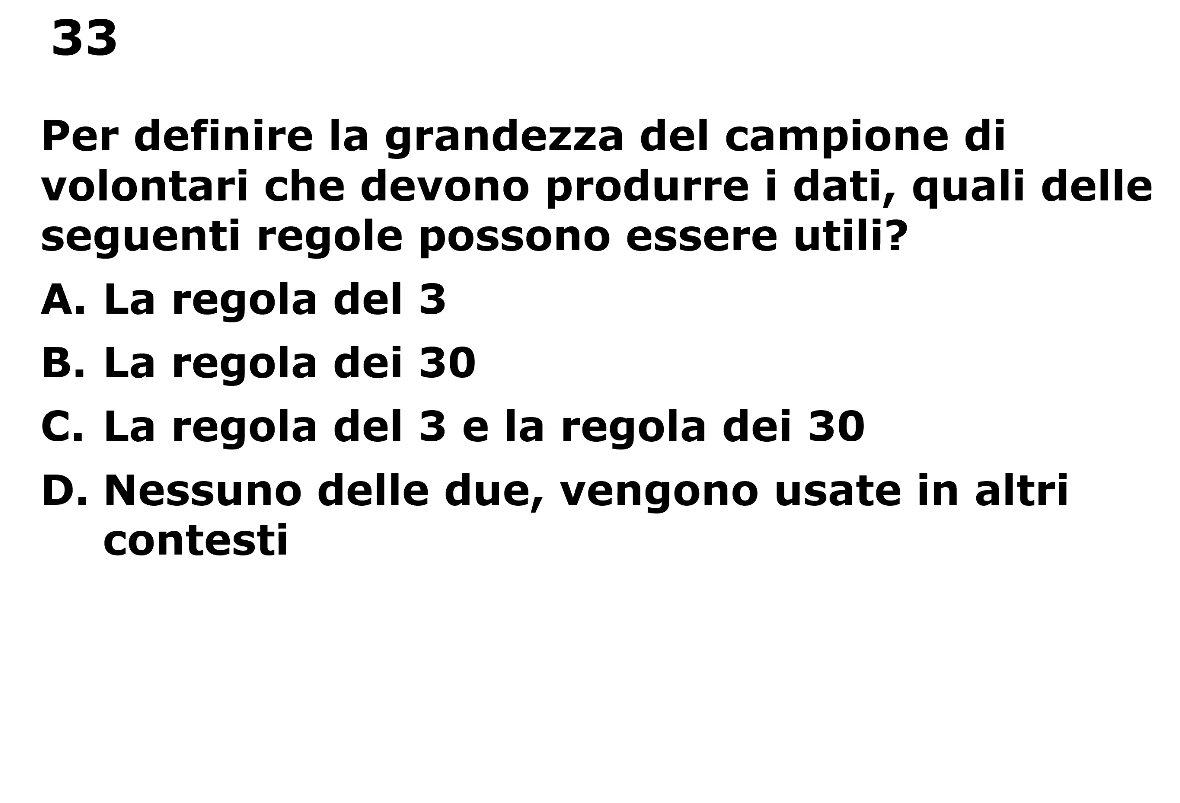 33
Per definire la grandezza del campione di
volontari che devono produrre i dati, quali delle
seguenti regole possono essere utili?
A. La regola del 3
B. La regola dei 30
C. La regola del 3 e la regola dei 30
D. Nessuno delle due, vengono usate in altri
contesti